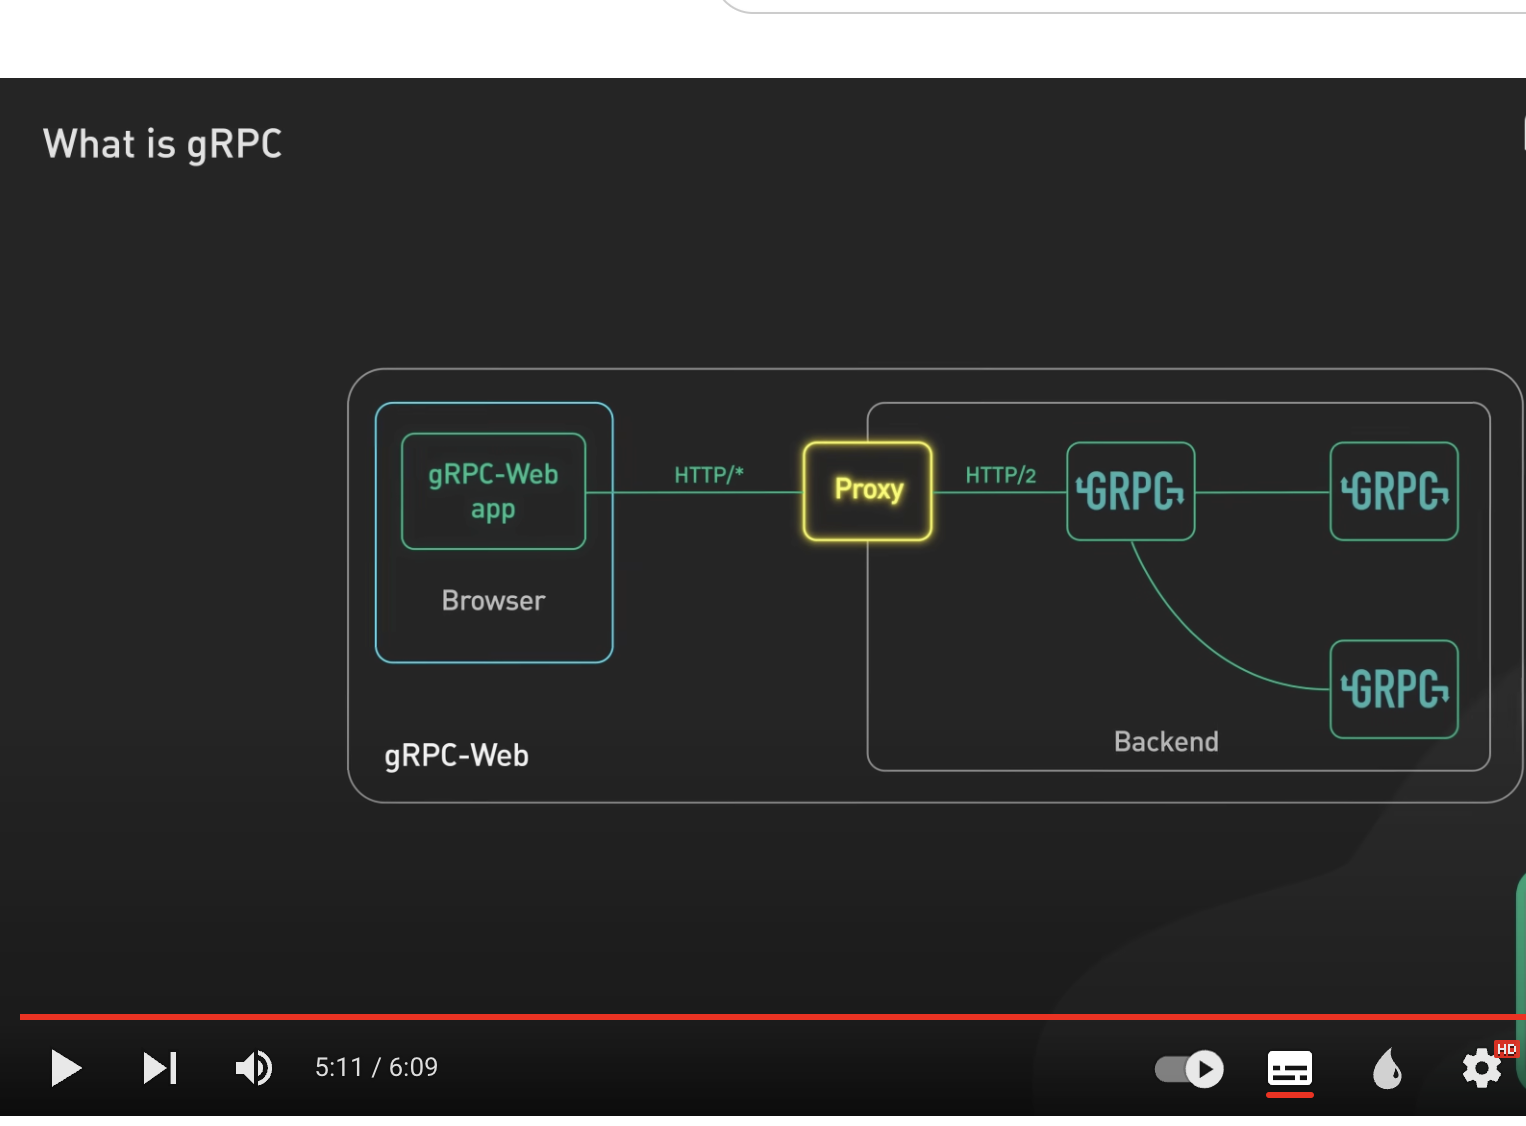 What is gRPC
gRPC-Web
app
Browser
HTTP/*
Proxy
HTTP/2
GRPC
GRPC
GRPC
Backend
gRPC-Web
5:11 / 6:09
HD